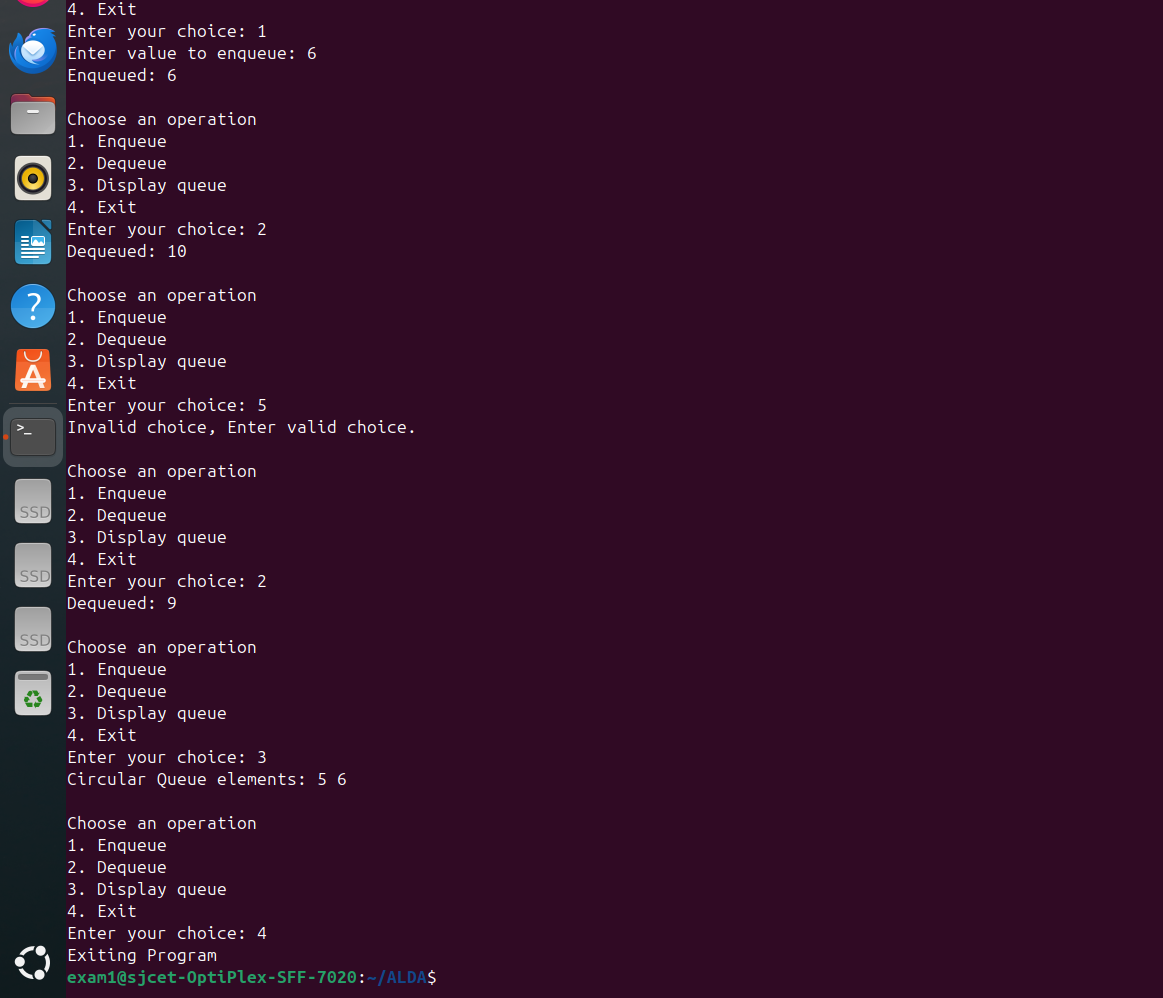 4. Exit
Enter your choice: 1
Enter value to enqueue: 6
Enqueued: 6
Choose an operation
1. Enqueue
2. Dequeue
3. Display queue
4. Exit
Enter your choice: 2
Dequeued: 10
Choose an operation
1. Enqueue
2. Dequeue
3. Display queue
4. Exit
Enter your choice: 5
Invalid choice, Enter valid choice.
Choose an operation
1. Enqueue
2. Dequeue
3. Display queue
4. Exit
Enter your choice: 2
Dequeued: 9
Choose an operation
1. Enqueue
2. Dequeue
3. Display queue
4. Exit
Enter your choice: 3
Circular Queue elements: 5 6
Choose an operation
1. Enqueue
2. Dequeue
3. Display queue
4. Exit
Enter your choice: 4
Exiting Program
exam1@sjcet-OptiPlex-SFF-7020:~/ALDA$
?
>_
SSD
SSD
SSD